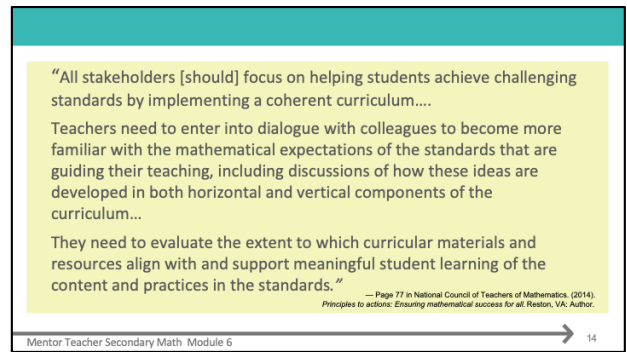 “All stakeholders [should] focus on helping students achieve challenging
standards by implementing a coherent curriculum….
Teachers need to enter into dialogue with colleagues to become more
familiar with the mathematical expectations of the standards that are
guiding their teaching, including discussions of how these ideas are
developed in both horizontal and vertical components of the
curriculum…
They need to evaluate the extent to which curricular materials and
resources align with and support meaningful student learning of the
content and practices in the standards.”
— Page 77 in National Council of Teachers of Mathematics. (2014).
Principles to actions: Ensuring mathematical success for all. Reston, VA: Author.
Mentor Teacher Secondary Math Module 6
14